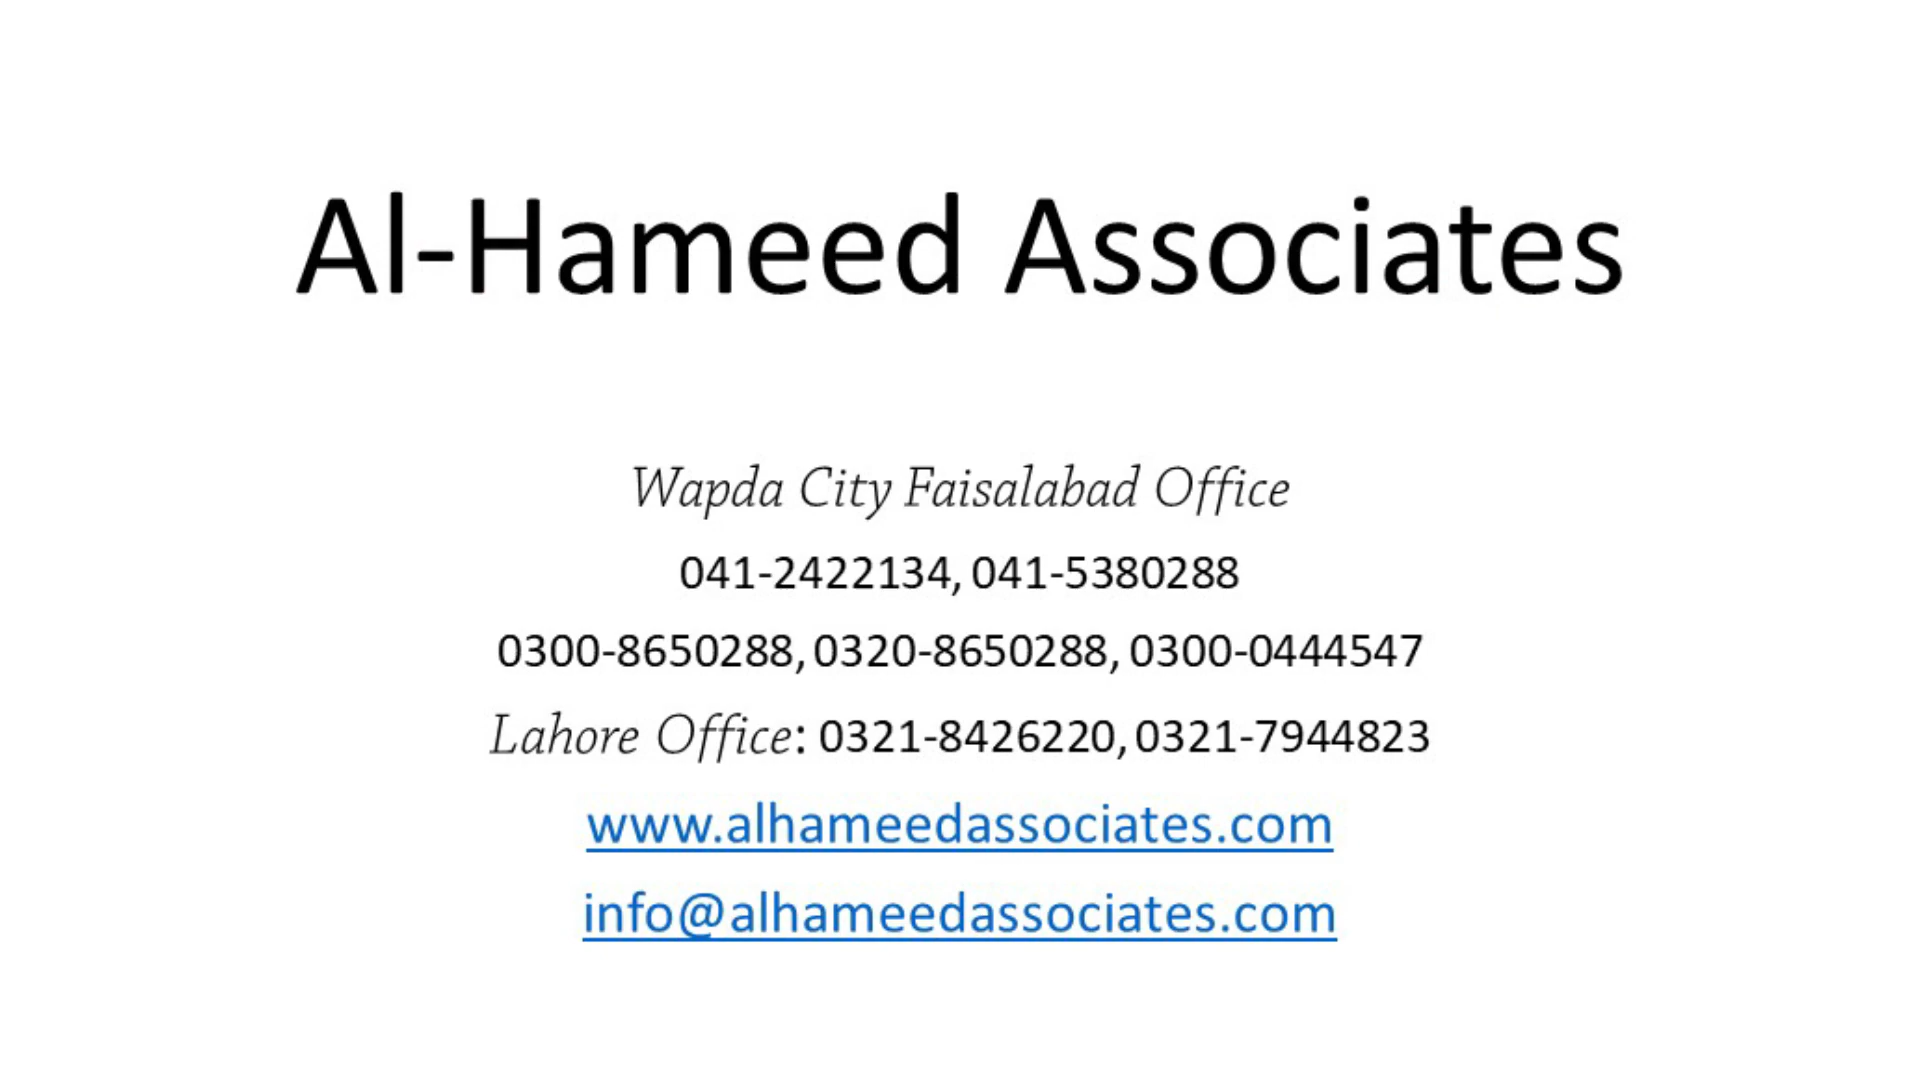 Al-Hameed Associates
Wapda City Faisalabad Office
041-2422134, 041-5380288
0300-8650288, 0320-8650288, 0300-0444547
Lahore Office: 0321-8426220, 0321-7944823
www.alhameedassociates.com
info@alhameedassociates.com